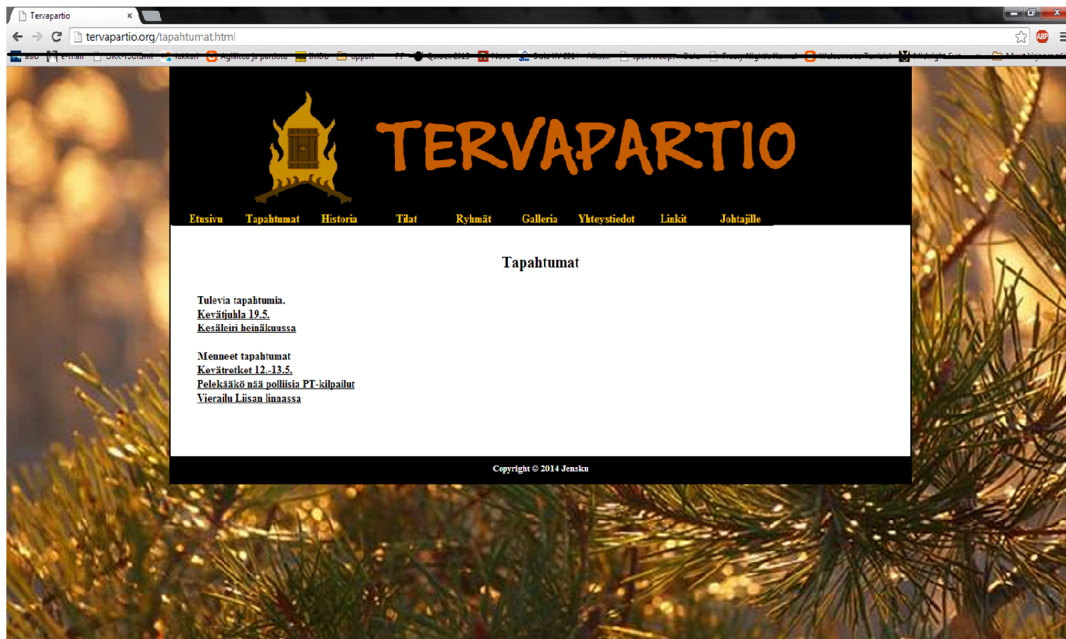 Tervapartio
tervapartio.org/tapahtumat.html
ABP
TERVAPARTIO
Etusivu Tapahtumat Historia Tilat Ryhmät Galleria Yhteystiedot Linkit Johtajille
Tapahtumat
Tulevia tapahtumia.
Kevätjuhla 19.5.
Kesäleiri heinäkuussa
Menneet tapahtumat
Kevätretket 12.-13.5.
Pelekääkö nää polliisia PT-kilpailut
Vierailu Liisan linnassa
Copyright © 2014 Jensku